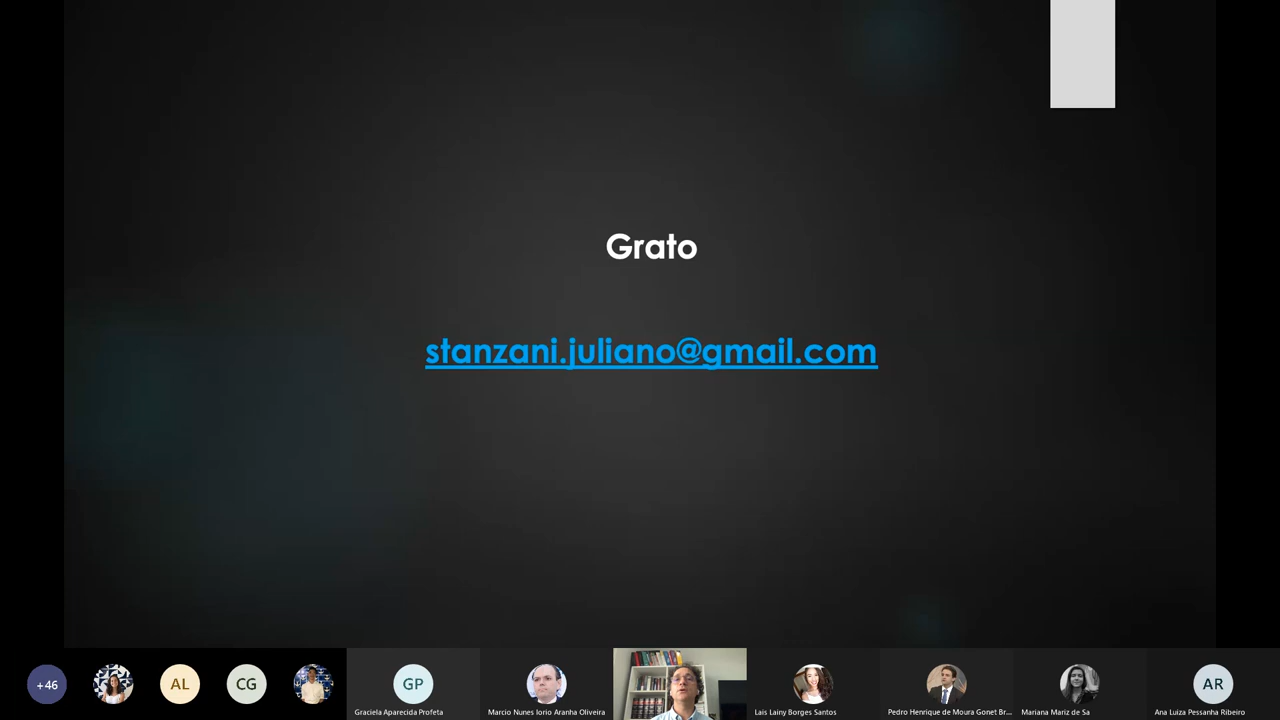 Grato
stanzani.juliano@gmail.com
+46
AL
CG
GP
Graciela Aparecida Profeta
Marcio Nunes Iorio Aranha Oliveira
Lais Lainy Borges Santos
Pedro Henrique de Moura Gonet Br...
Mariana Mariz de Sa
AR
Ana Luiza Pessanha Ribeiro